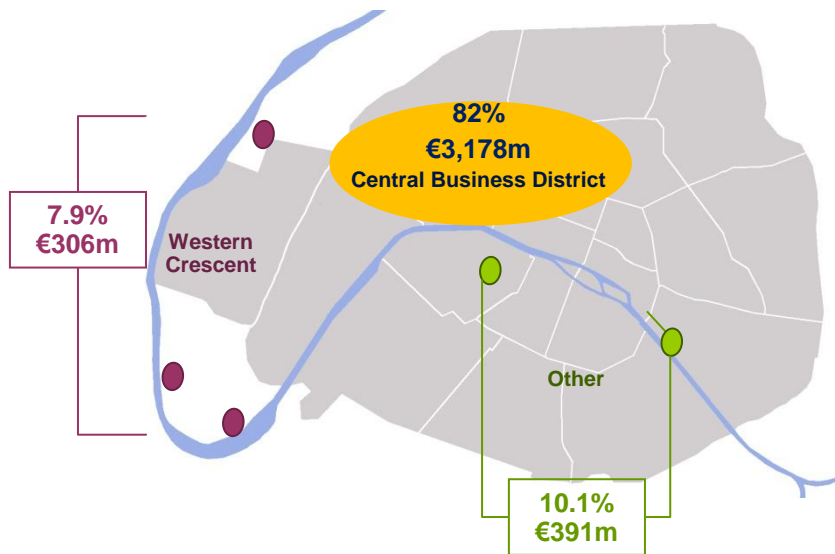 82%
€3,178m
Central Business District
7.9%
€306m
Western
Crescent
Other
10.1%
€391m